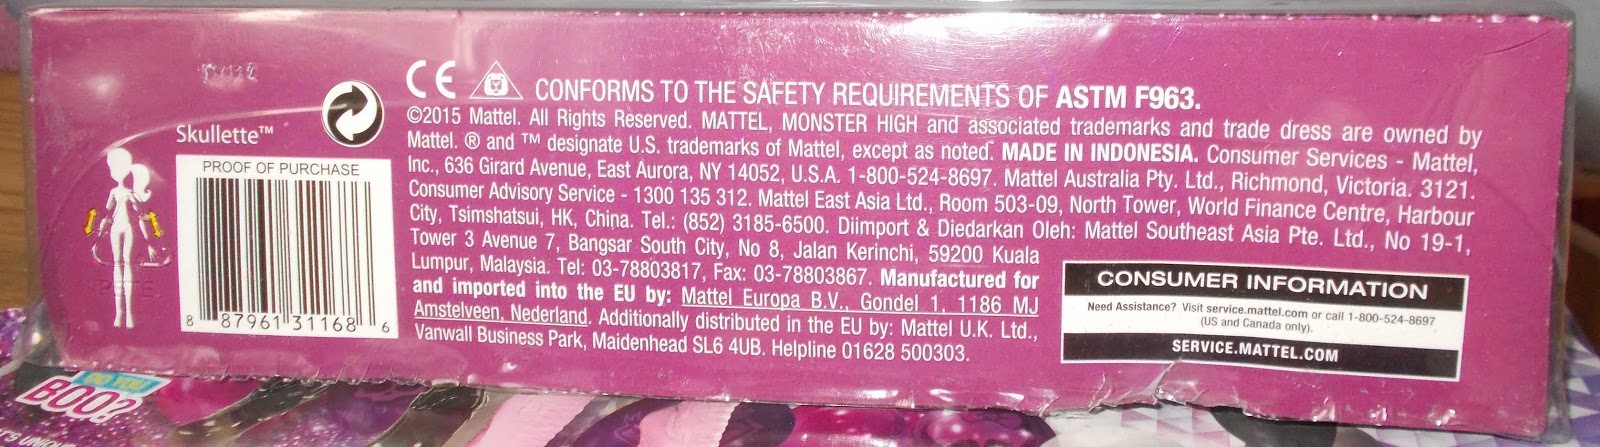 Skullette™
PROOF OF PURCHASE
8 87961 31168 6
PETE
CE CONFORMS TO THE SAFETY REQUIREMENTS OF ASTM F963.
©2015 Mattel. All Rights Reserved. MATTEL, MONSTER HIGH and associated trademarks and trade dress are owned by
Mattel. ® and ™ designate U.S. trademarks of Mattel, except as noted. MADE IN INDONESIA. Consumer Services - Mattel,
Inc., 636 Girard Avenue, East Aurora, NY 14052, U.S.A. 1-800-524-8697. Mattel Australia Pty. Ltd., Richmond, Victoria. 3121.
Consumer Advisory Service - 1300 135 312. Mattel East Asia Ltd., Room 503-09, North Tower, World Finance Centre, Harbour
City, Tsimshatsui, HK, China. Tel.: (852) 3185-6500. Diimport & Diedarkan Oleh: Mattel Southeast Asia Pte. Ltd., No 19-1,
Tower 3 Avenue 7, Bangsar South City, No 8, Jalan Kerinchi, 59200 Kuala
Lumpur, Malaysia. Tel: 03-78803817, Fax: 03-78803867. Manufactured for
and imported into the EU by: Mattel Europa B.V., Gondel 1, 1186 MJ
Amstelveen, Nederland. Additionally distributed in the EU by: Mattel U.K. Ltd.,
Vanwall Business Park, Maidenhead SL6 4UB. Helpline 01628 500303.
CONSUMER INFORMATION
Need Assistance? Visit service.mattel.com or call 1-800-524-8697
(US and Canada only).
SERVICE.MATTEL.COM
DO YOU
BOO?